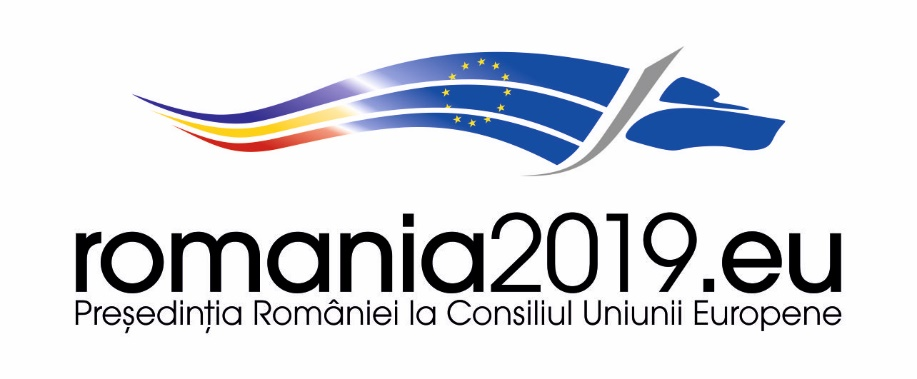 romania2019.eu
Președinția României la Consiliul Uniunii Europene